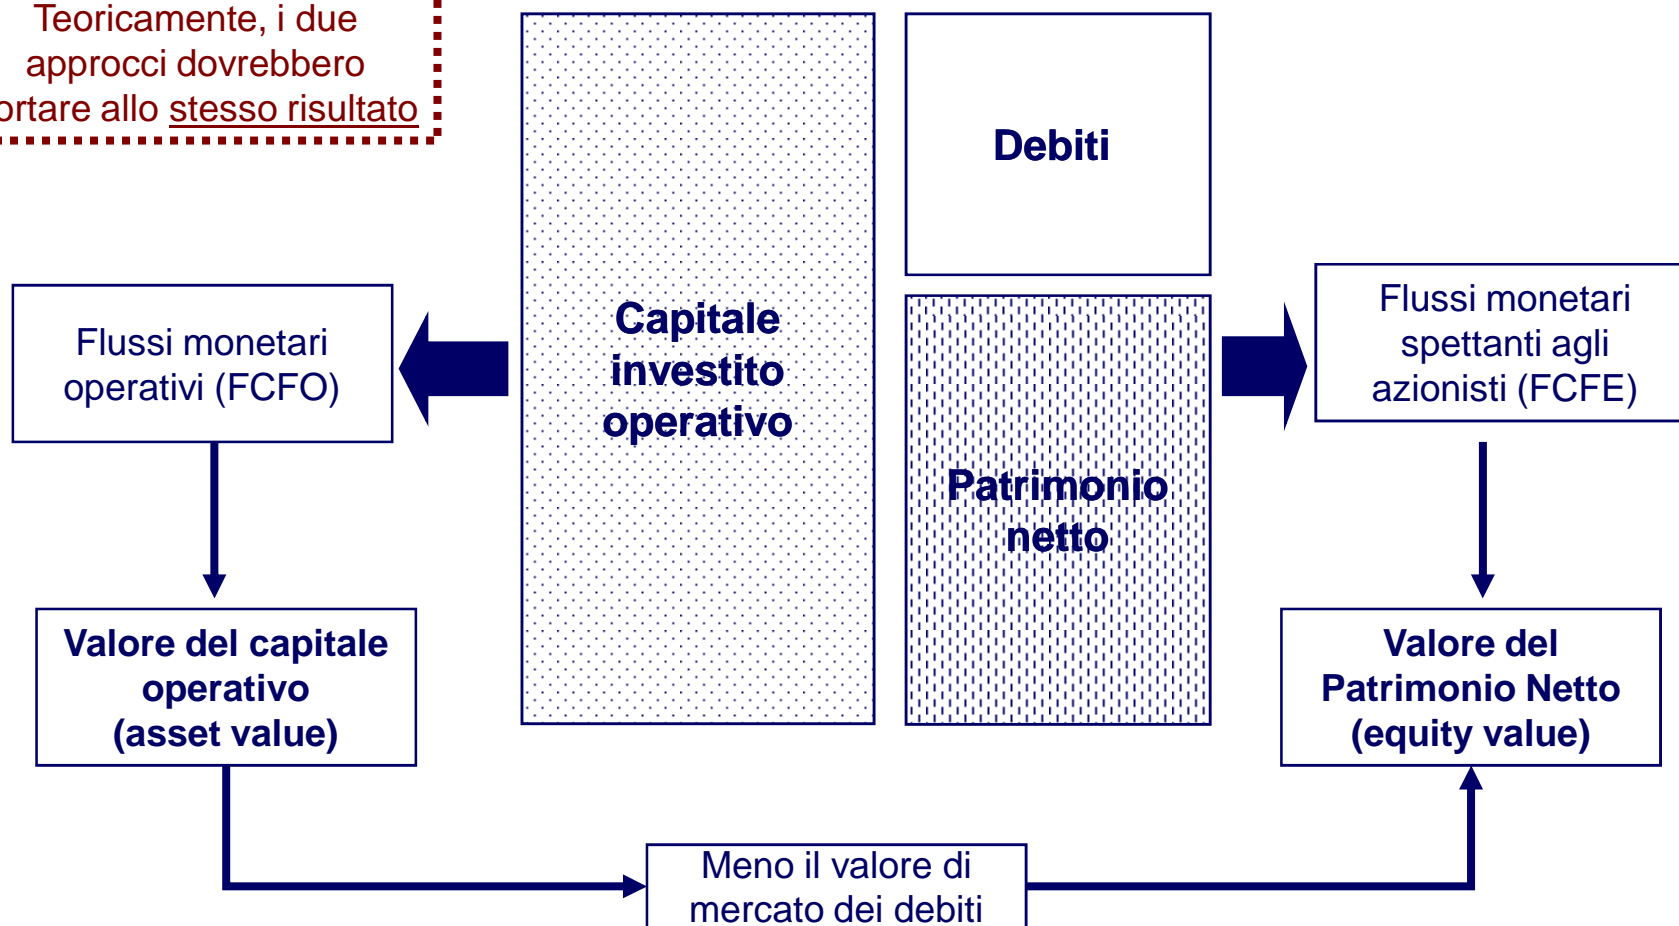 Teoricamente, i due
approcci dovrebbero
ortare allo stesso risultato
Debiti
Capitale
investito
operativo
Patrimonio
netto
Flussi monetari
operativi (FCFO)
Flussi monetari
spettanti agli
azionisti (FCFE)
Valore del capitale
operativo
(asset value)
Valore del
Patrimonio Netto
(equity value)
Meno il valore di
mercato dei debiti